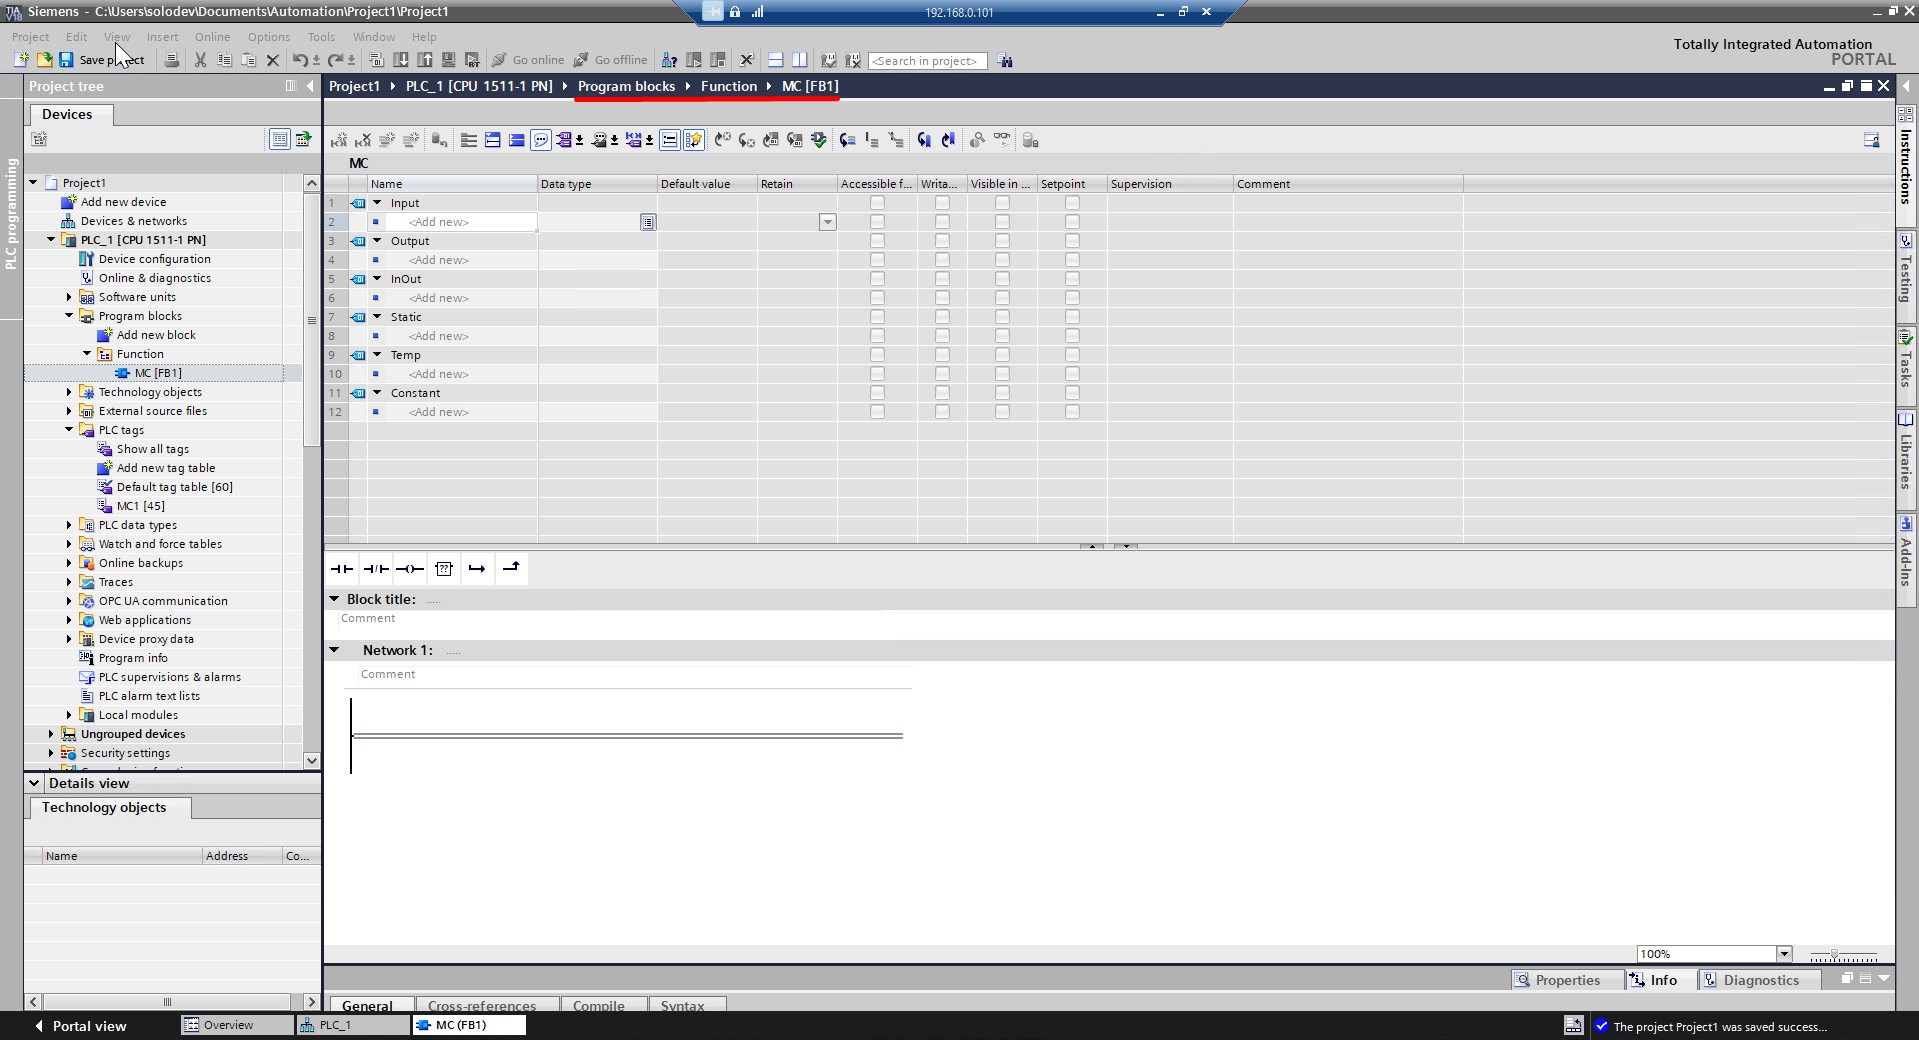 Siemens - C:\Users\solodev\Documents\Automation\Project1\Project1
192.168.0.101
Project Edit View Insert Online Options Tools Window Help
Totally Integrated Automation
PORTAL
Save project
Go online
Go offline
<Search in project>
Project tree
Project1 PLC_1 [CPU 1511-1 PN] Program blocks Function MC [FB1]
Devices
PLC programming
Project1
Add new device
Devices & networks
PLC_1 [CPU 1511-1 PN]
Device configuration
Online & diagnostics
Software units
Program blocks
Add new block
Function
MC [FB1]
Technology objects
External source files
PLC tags
Show all tags
Add new tag table
Default tag table [60]
MC1 [45]
PLC data types
Watch and force tables
Online backups
Traces
OPC UA communication
Web applications
Device proxy data
Program info
PLC supervisions & alarms
PLC alarm text lists
Local modules
Ungrouped devices
Security settings
Details view
Technology objects
Name Address Co...
MC
Name Data type Default value Retain Accessible f... Writa... Visible in ... Setpoint Supervision Comment
1 Input
2 <Add new>
3 Output
4 <Add new>
5 InOut
6 <Add new>
7 Static
8 <Add new>
9 Temp
10 <Add new>
11 Constant
12 <Add new>
??
Block title: .....
Comment
Network 1: .....
Comment
100%
Properties Info Diagnostics
General Cross-references Compile Syntax
Instructions
Testing
Tasks
Libraries
Add-Ins
Portal view Overview PLC_1 MC (FB1)
The project Project1 was saved success...